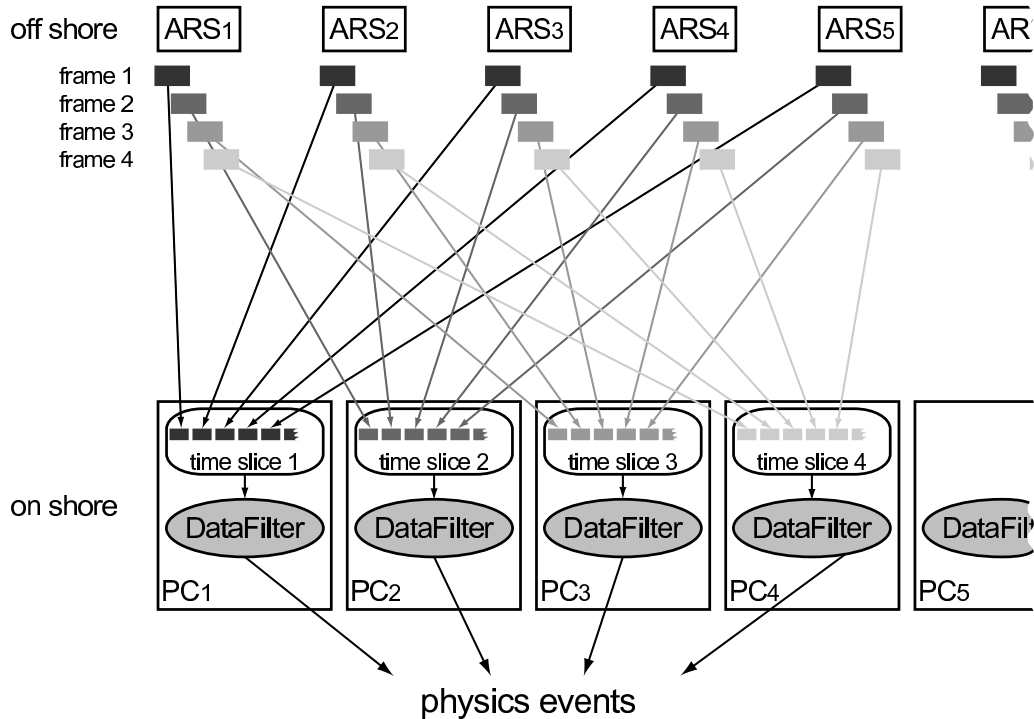 off shore ARS1 ARS2 ARS3 ARS4 ARS5 AR
frame 1
frame 2
frame 3
frame 4
time slice 1 time slice 2 time slice 3 time slice 4
on shore DataFilter DataFilter DataFilter DataFilter DataFil
PC1 PC2 PC3 PC4 PC5
physics events